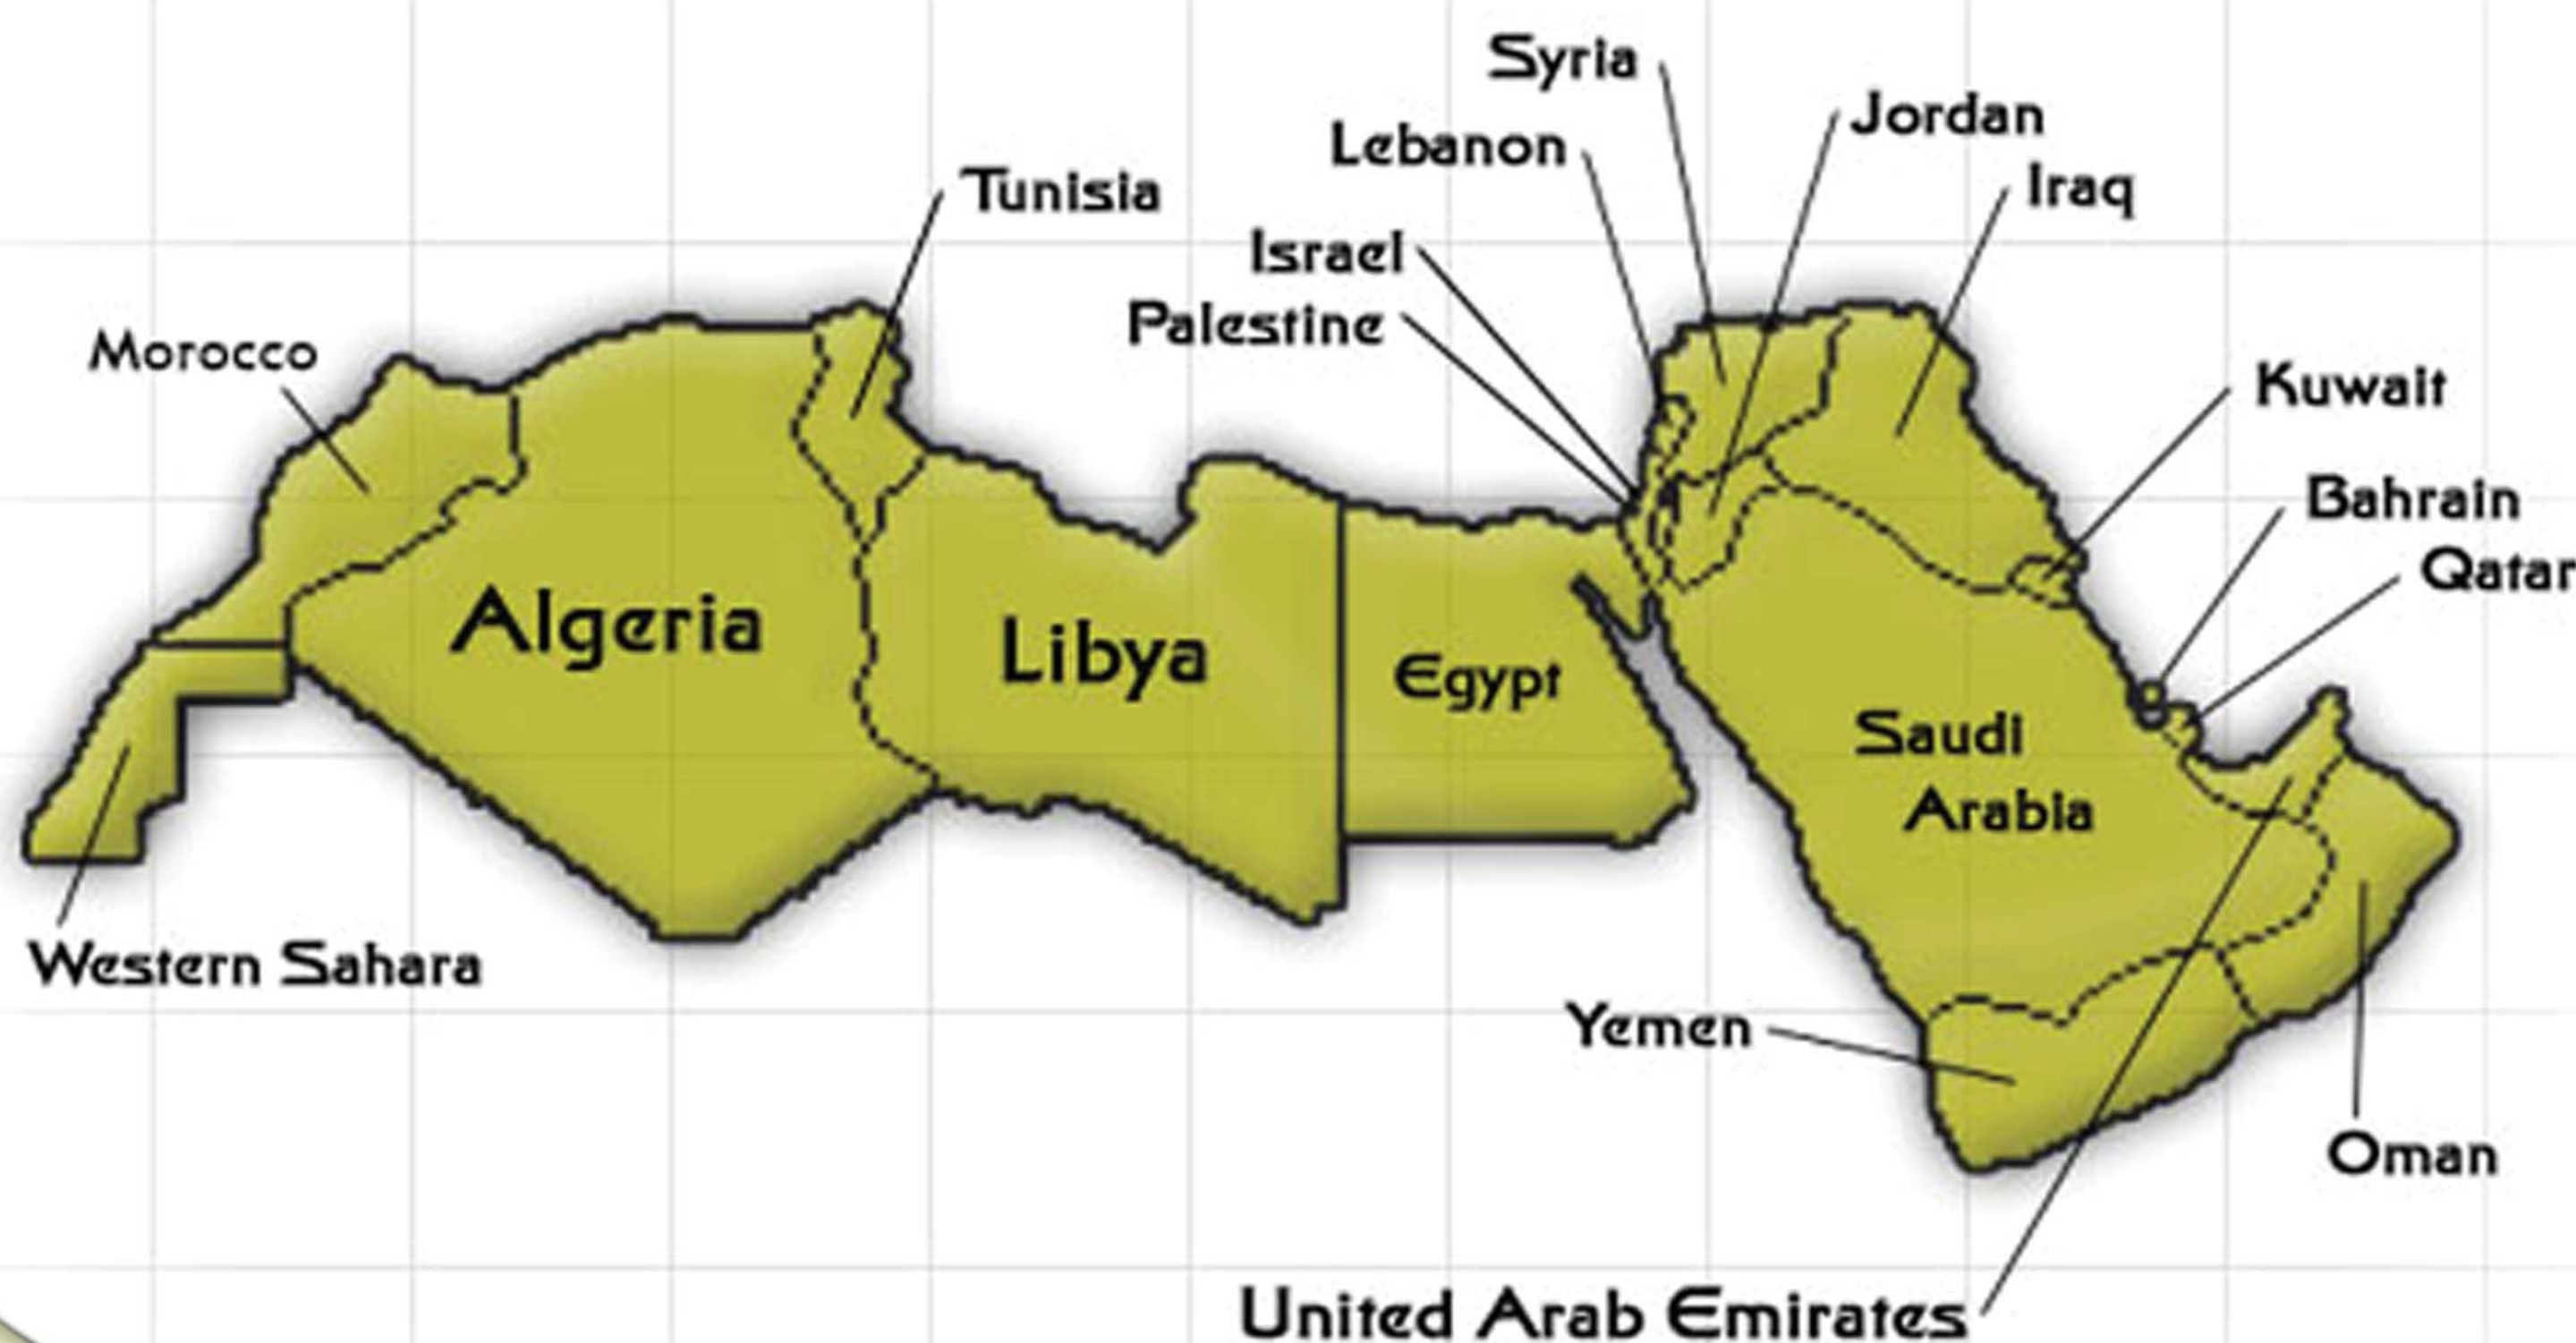 Syria
Jordan
Lebanon
Iraq
Tunisia
Israel
Palestine
Morocco
Kuwait
Bahrain
Qatar
Algeria
Libya
Egypt
Saudi
Arabia
Western Sahara
Yemen
Oman
United Arab Emirates